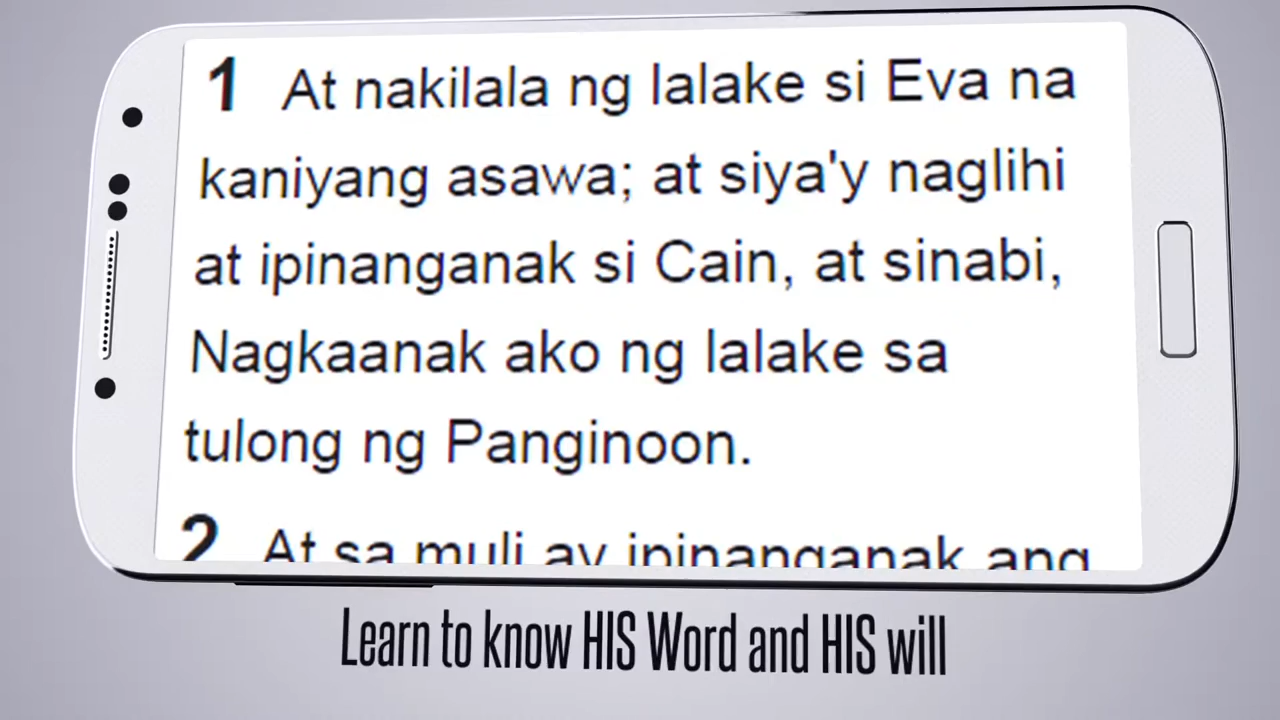 1 At nakilala ng lalake si Eva na
kaniyang asawa; at siya'y naglihi
at ipinanganak si Cain, at sinabi,
Nagkaanak ako ng lalake sa
tulong ng Panginoon.
2 At sa muli ay ipinanganak ang
Learn to know HIS Word and HIS will